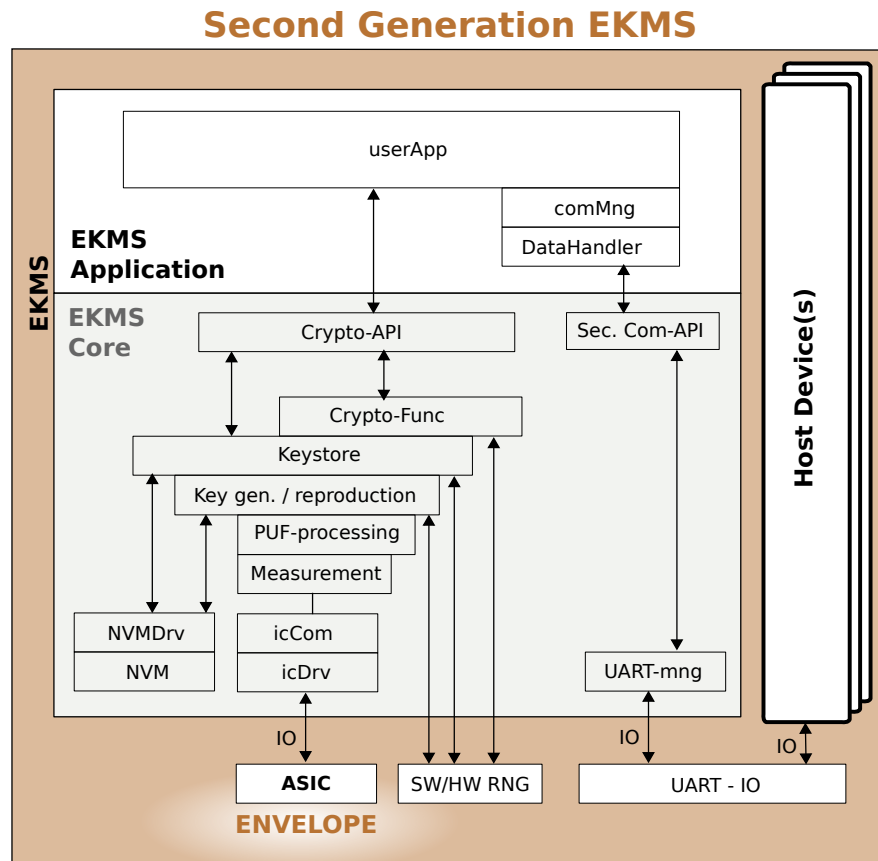 Second Generation EKMS
EKMS
userApp
comMng
DataHandler
EKMS
Application
EKMS
Core
Crypto-API
Sec. Com-API
Crypto-Func
Keystore
Key gen. / reproduction
PUF-processing
Measurement
NVMDrv
icCom
NVM
icDrv
UART-mng
Host Device(s)
IO
IO
IO
ASIC
SW/HW RNG
UART - IO
ENVELOPE